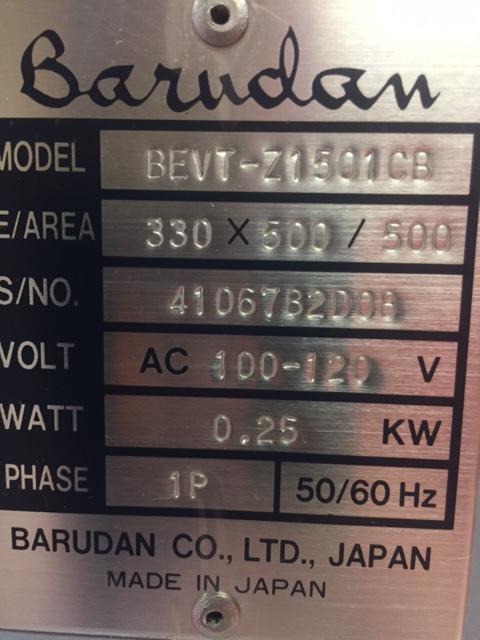 Barudan
MODEL BEVT-Z1501CB
E/AREA 330 X 500 / 500
S/NO. 41067B2D08
VOLT AC 100-120 V
WATT 0.25 KW
PHASE 1P 50/60 Hz
BARUDAN CO., LTD., JAPAN
MADE IN JAPAN